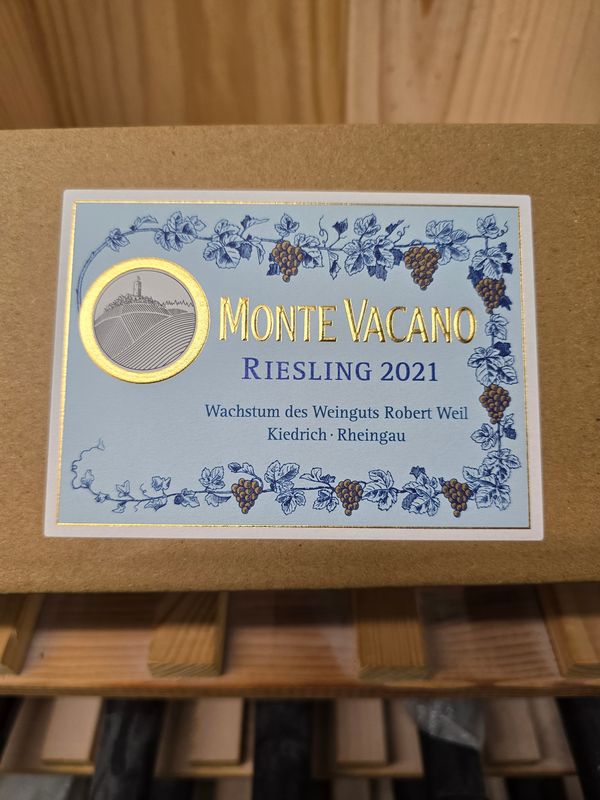 MONTE VACANO
RIESLING 2021
Wachstum des Weinguts Robert Weil
Kiedrich · Rheingau